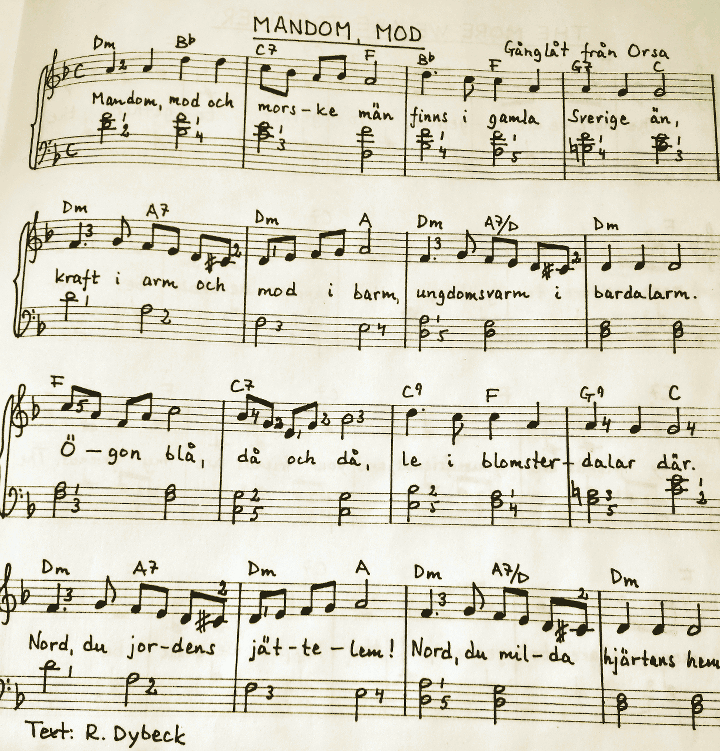 MANDOM, MOD
Gånglåt från Orsa
Dm Bb C7 F Bb F G7 C
Mandom, mod och mors-ke män finns i gamla Sverige än,
Dm A7 Dm A Dm A7/D Dm
kraft i arm och mod i barm, ungdomsvarm i bardalarm.
F C7 C9 F G9 C
Ö-gon blå, då och då, le i blomster-dalar där.
Dm A7 Dm A Dm A7/D Dm
Nord, du jor-dens jät-te-lem! Nord, du mil-da hjärtans hem
Text: R. Dybeck